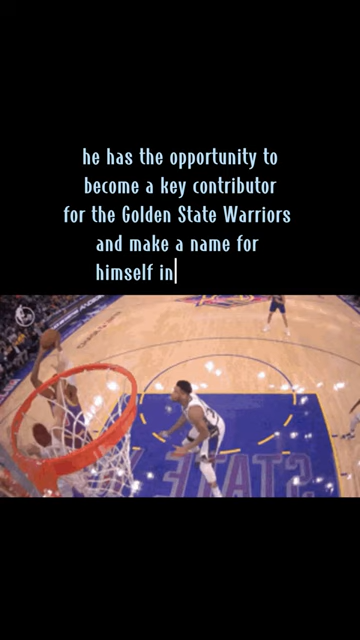 he has the opportunity to
become a key contributor
for the Golden State Warriors
and make a name for
himself in
STATE